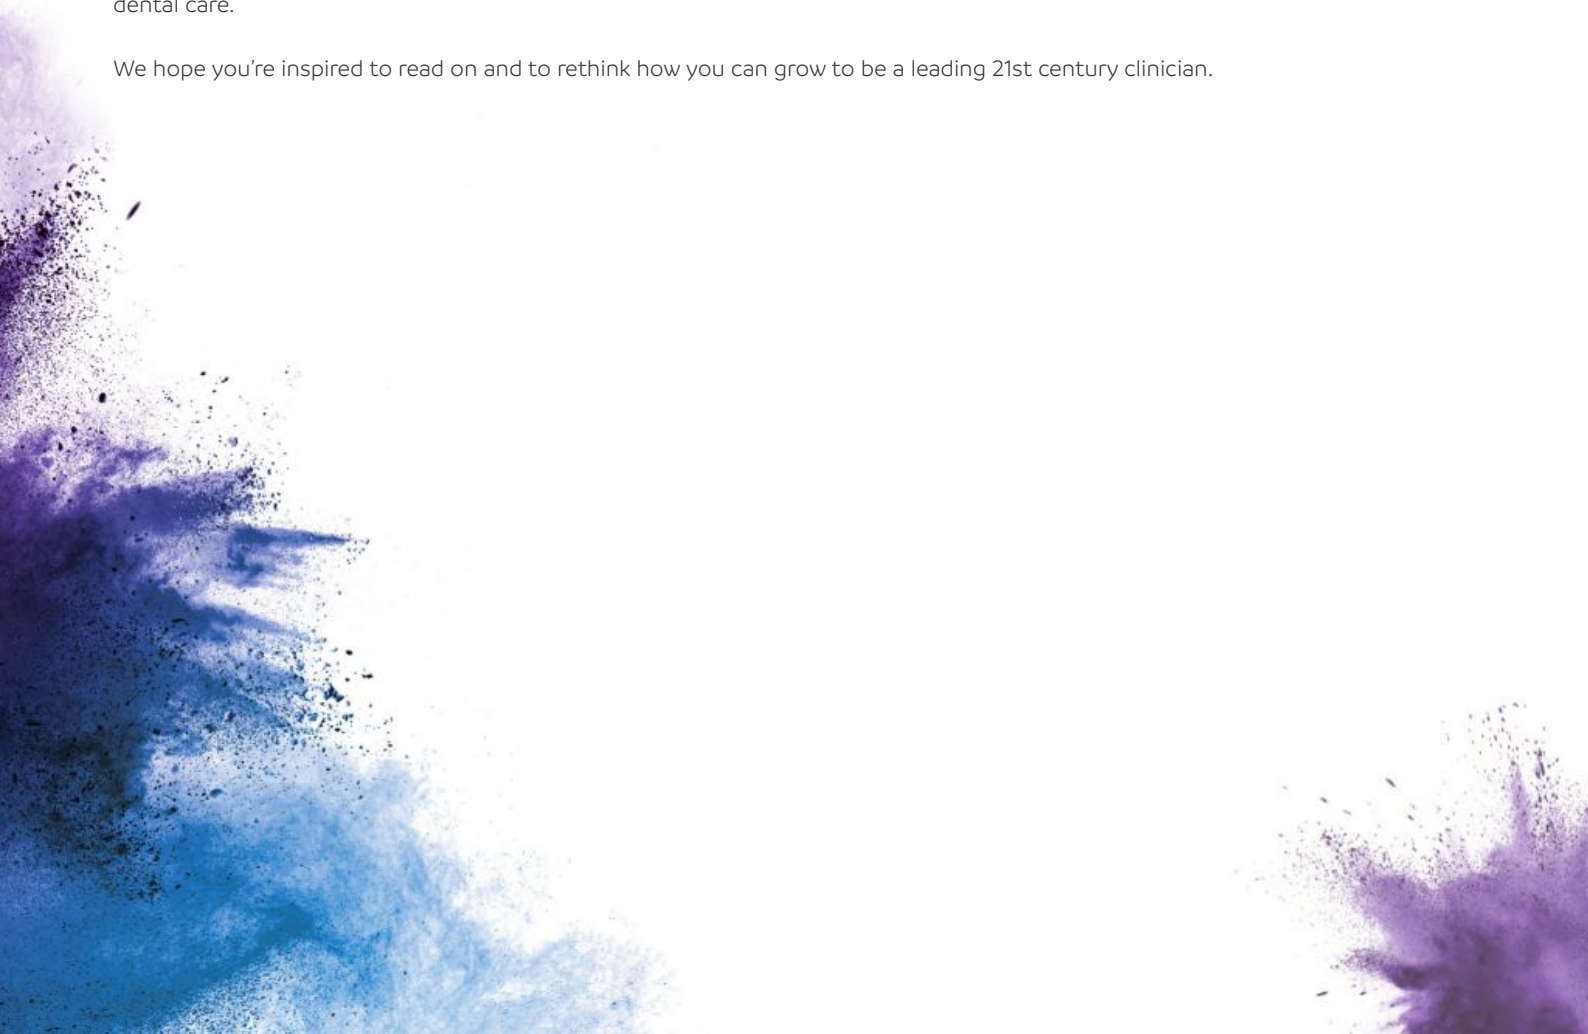 dental care.
We hope you're inspired to read on and to rethink how you can grow to be a leading 21st century clinician.